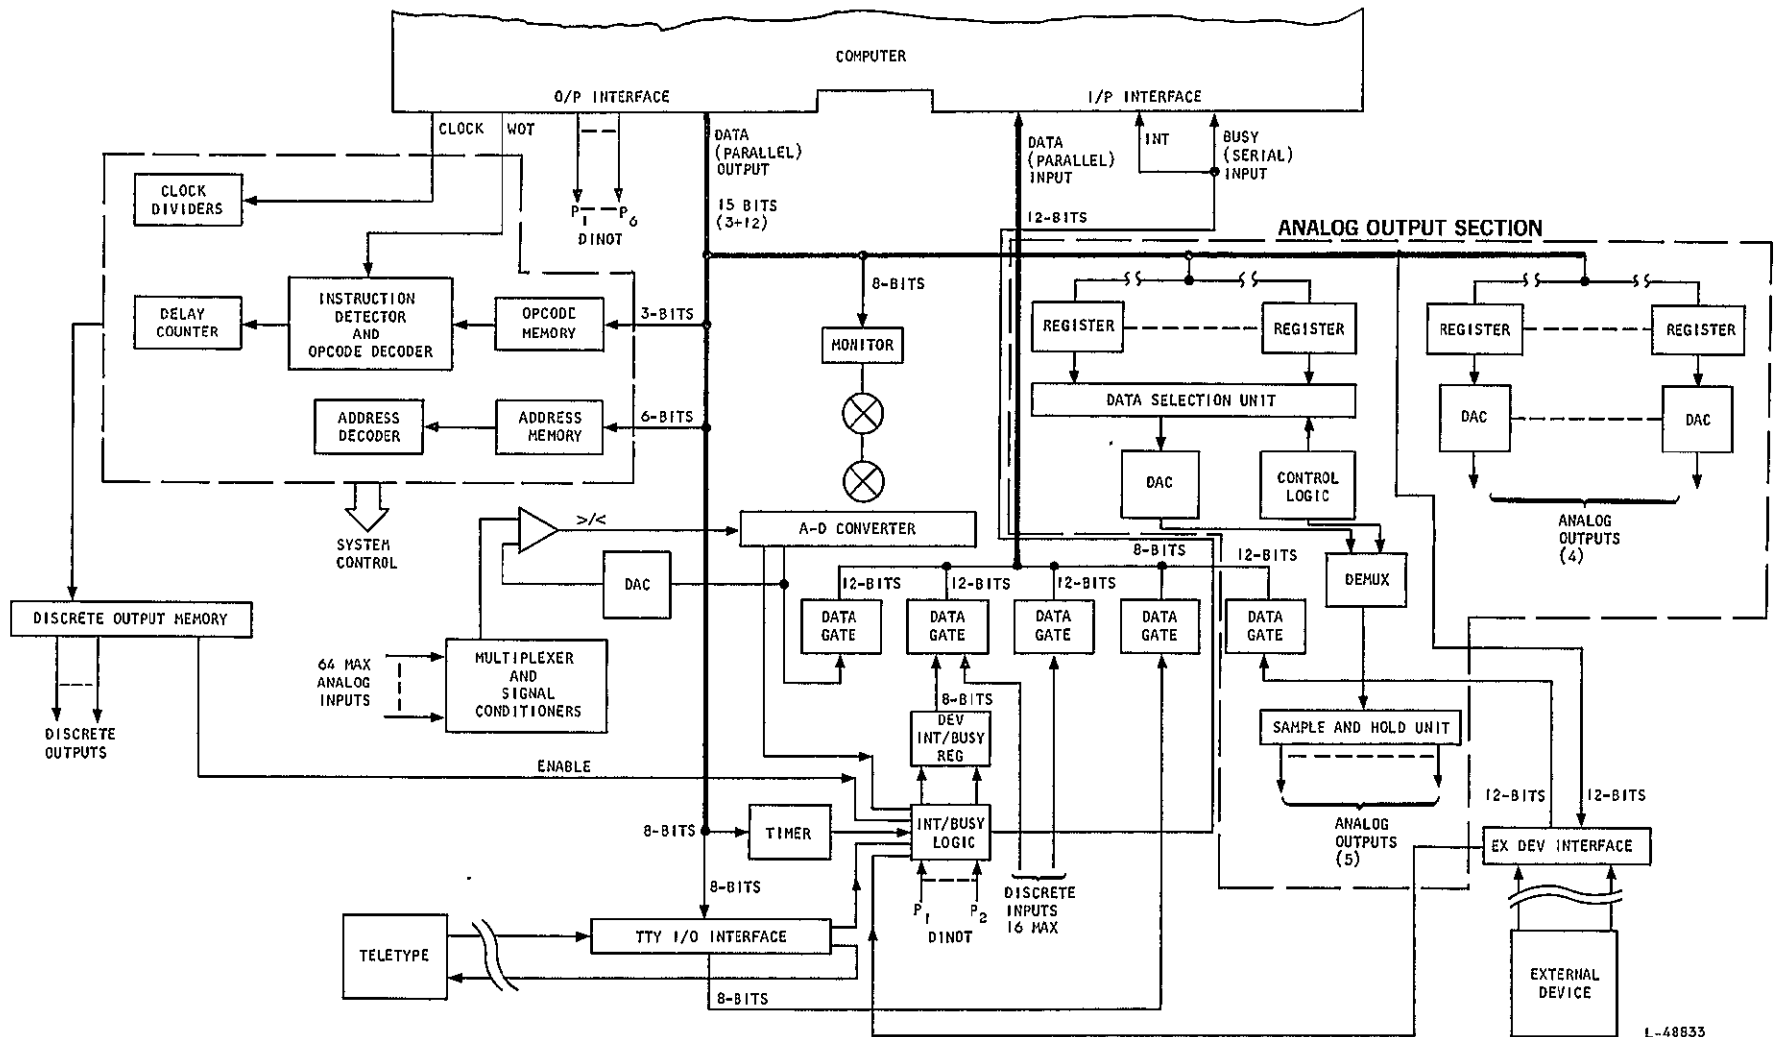 COMPUTER
O/P INTERFACE
I/P INTERFACE
CLOCK
WOT
DATA
(PARALLEL)
OUTPUT
DATA
(PARALLEL)
INPUT
INT
BUSY
(SERIAL)
INPUT
CLOCK
DIVIDERS
P1
P6
DINOT
15 BITS
(3+12)
12-BITS
ANALOG OUTPUT SECTION
8-BITS
DELAY
COUNTER
INSTRUCTION
DETECTOR
AND
OPCODE DECODER
OPCODE
MEMORY
3-BITS
MONITOR
REGISTER
REGISTER
REGISTER
REGISTER
ADDRESS
DECODER
ADDRESS
MEMORY
6-BITS
DATA SELECTION UNIT
DAC
DAC
DAC
CONTROL
LOGIC
SYSTEM
CONTROL
>/<
A-D CONVERTER
ANALOG
OUTPUTS
(4)
DAC
12-BITS
12-BITS
12-BITS
8-BITS
12-BITS
DEMUX
DISCRETE OUTPUT MEMORY
DATA
GATE
DATA
GATE
DATA
GATE
DATA
GATE
DATA
GATE
64 MAX
ANALOG
INPUTS
MULTIPLEXER
AND
SIGNAL
CONDITIONERS
DISCRETE
OUTPUTS
8-BITS
DEV
INT/BUSY
REG
SAMPLE AND HOLD UNIT
ENABLE
8-BITS
TIMER
INT/BUSY
LOGIC
ANALOG
OUTPUTS
(5)
12-BITS
12-BITS
EX DEV INTERFACE
8-BITS
P1
P2
DINOT
DISCRETE
INPUTS
16 MAX
TELETYPE
TTY I/O INTERFACE
8-BITS
EXTERNAL
DEVICE
L-48833